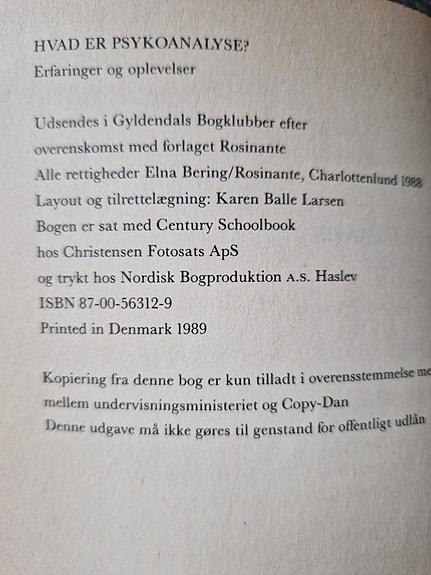 HVAD ER PSYKOANALYSE?
Erfaringer og oplevelser
Udsendes i Gyldendals Bogklubber efter
overenskomst med forlaget Rosinante
Alle rettigheder Elna Bering/Rosinante, Charlottenlund 1988
Layout og tilrettelægning: Karen Balle Larsen
Bogen er sat med Century Schoolbook
hos Christensen Fotosats ApS
og trykt hos Nordisk Bogproduktion A.S. Haslev
ISBN 87-00-56312-9
Printed in Denmark 1989
Kopiering fra denne bog er kun tilladt i overensstemmelse me
mellem undervisningsministeriet og Copy-Dan
Denne udgave må ikke gøres til genstand for offentligt udlån